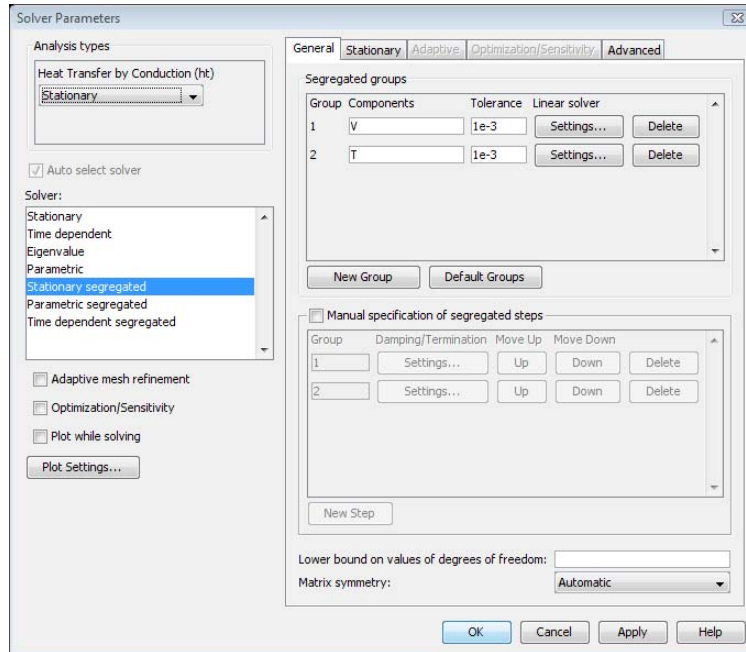 Solver Parameters
Analysis types
Heat Transfer by Conduction (ht)
Stationary
Auto select solver
Solver:
Stationary
Time dependent
Eigenvalue
Parametric
Stationary segregated
Parametric segregated
Time dependent segregated
Adaptive mesh refinement
Optimization/Sensitivity
Plot while solving
Plot Settings...
General Stationary Adaptive Optimization/Sensitivity Advanced
Segregated groups
Group Components Tolerance Linear solver
1 V 1e-3 Settings... Delete
2 T 1e-3 Settings... Delete
New Group Default Groups
Manual specification of segregated steps
Group Damping/Termination Move Up Move Down
1 Settings... Up Down Delete
2 Settings... Up Down Delete
New Step
Lower bound on values of degrees of freedom:
Matrix symmetry: Automatic
OK Cancel Apply Help